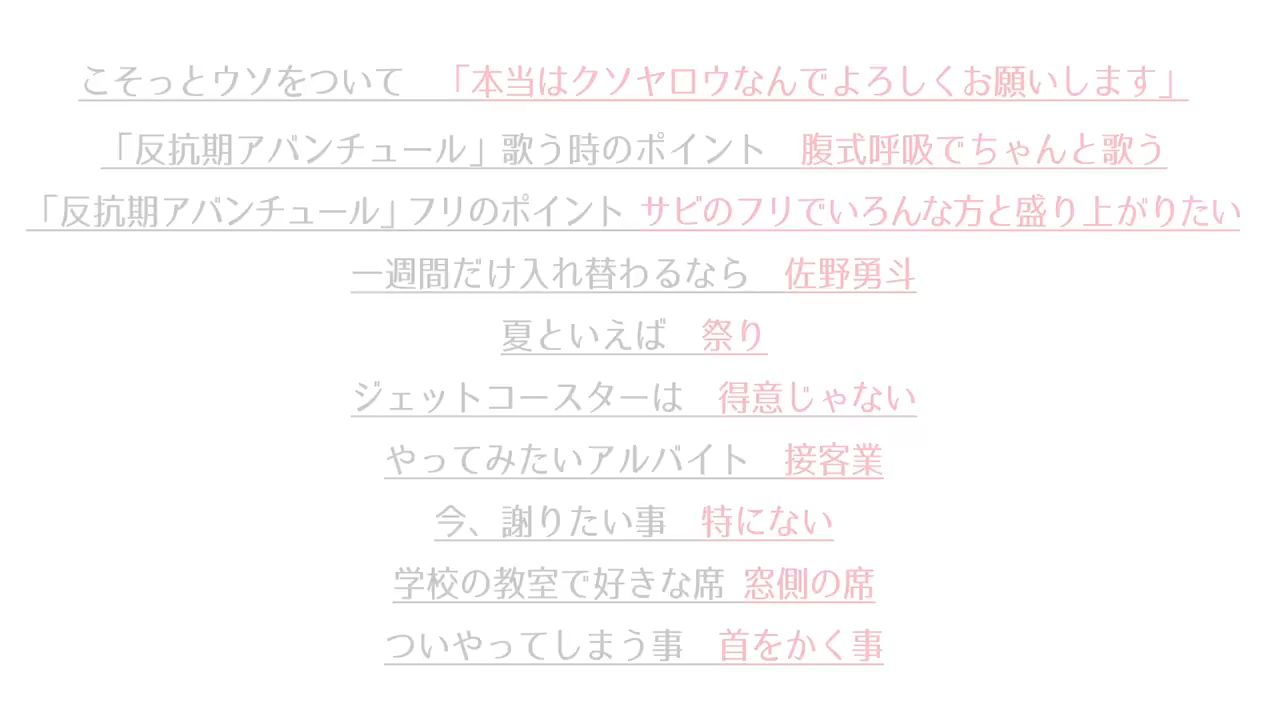 こそっとウソをついて　「本当はクソヤロウなんでよろしくお願いします」
「反抗期アバンチュール」歌う時のポイント　腹式呼吸でちゃんと歌う
「反抗期アバンチュール」フリのポイント サビのフリでいろんな方と盛り上がりたい
一週間だけ入れ替わるなら　佐野勇斗
夏といえば　祭り
ジェットコースターは　得意じゃない
やってみたいアルバイト　接客業
今、謝りたい事　特にない
学校の教室で好きな席 窓側の席
ついやってしまう事　首をかく事